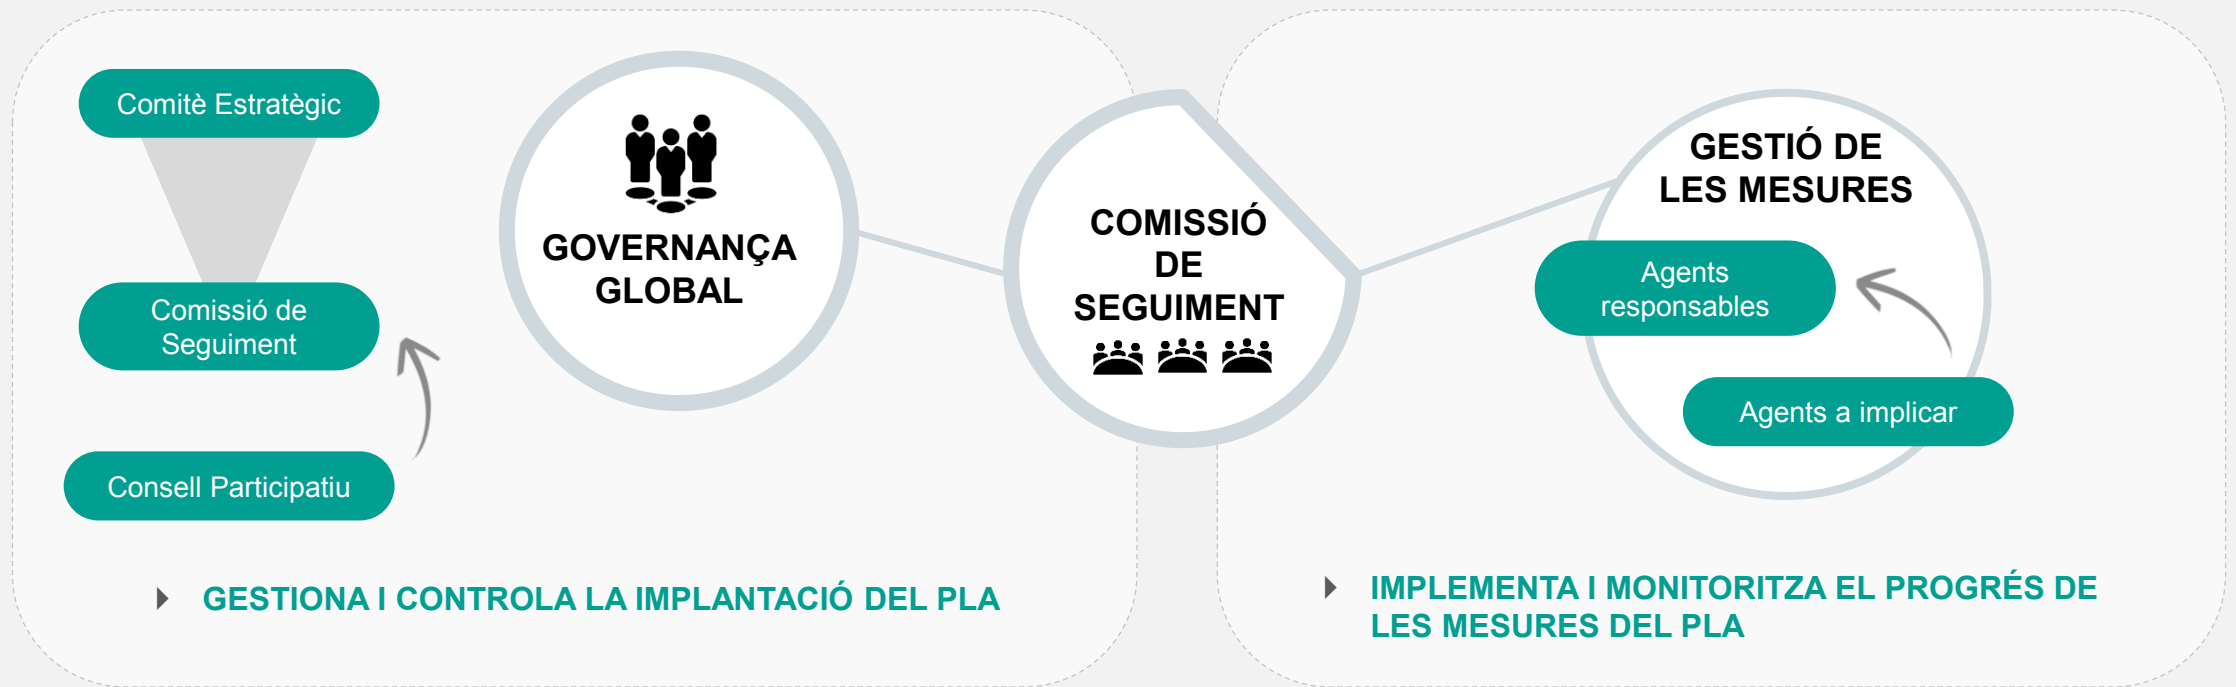 Comitè Estratègic
Comissió de
Seguiment
Consell Participatiu
GOVERNANÇA
GLOBAL
GESTIONA I CONTROLA LA IMPLANTACIÓ DEL PLA
COMISSIÓ
DE
SEGUIMENT
GESTIÓ DE
LES MESURES
Agents
responsables
Agents a implicar
IMPLEMENTA I MONITORITZA EL PROGRÉS DE
LES MESURES DEL PLA